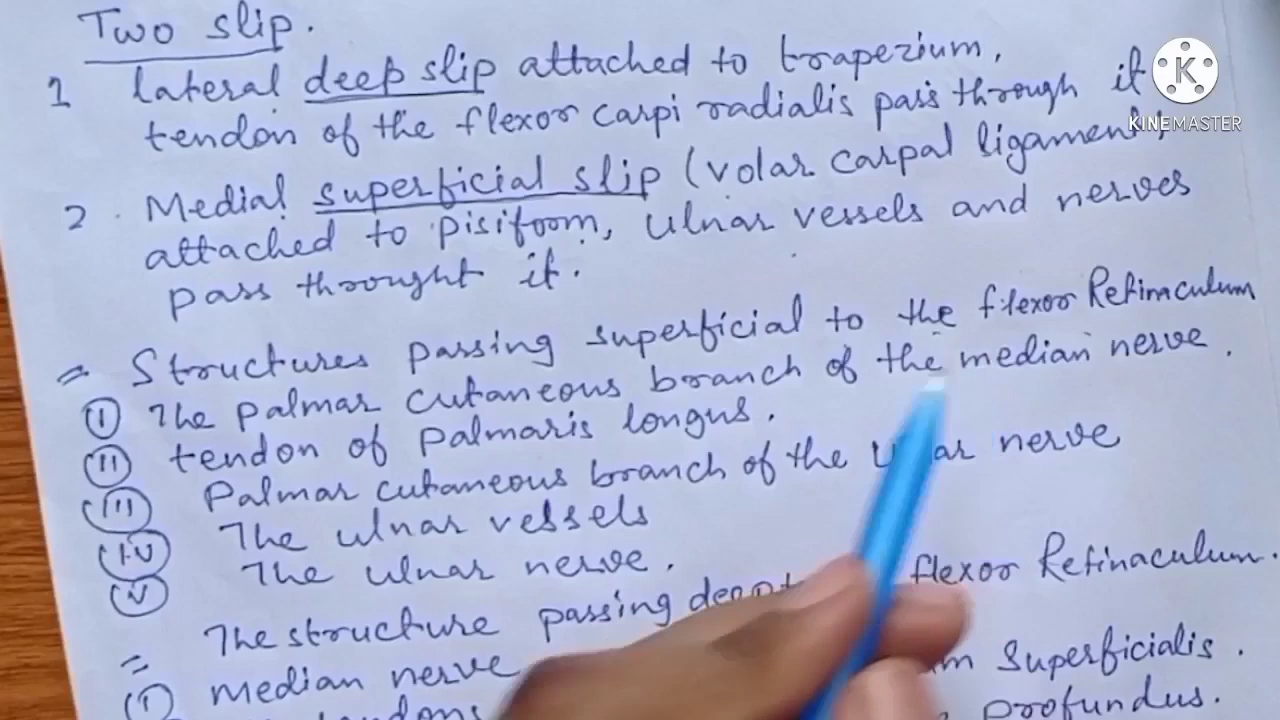 Two slip.
1 lateral deep slip attached to trapezium,
tendon of the flexor carpi radialis pass through it
2. Medial superficial slip (volar carpal ligament),
attached to pisiform, ulnar vessels and nerves
pass throught it.
= Structures passing superficial to the flexor Retinaculum
(I) The palmar cutaneous branch of the median nerve.
(II) tendon of palmaris longus.
(III) Palmar cutaneous branch of the nerve
(IV) The ulnar vessels
(V) The ulnar nerve.
= The structure passing flexor Retinaculum.
(I) median nerve Superficialis.
profundus.
K
KINEMASTER